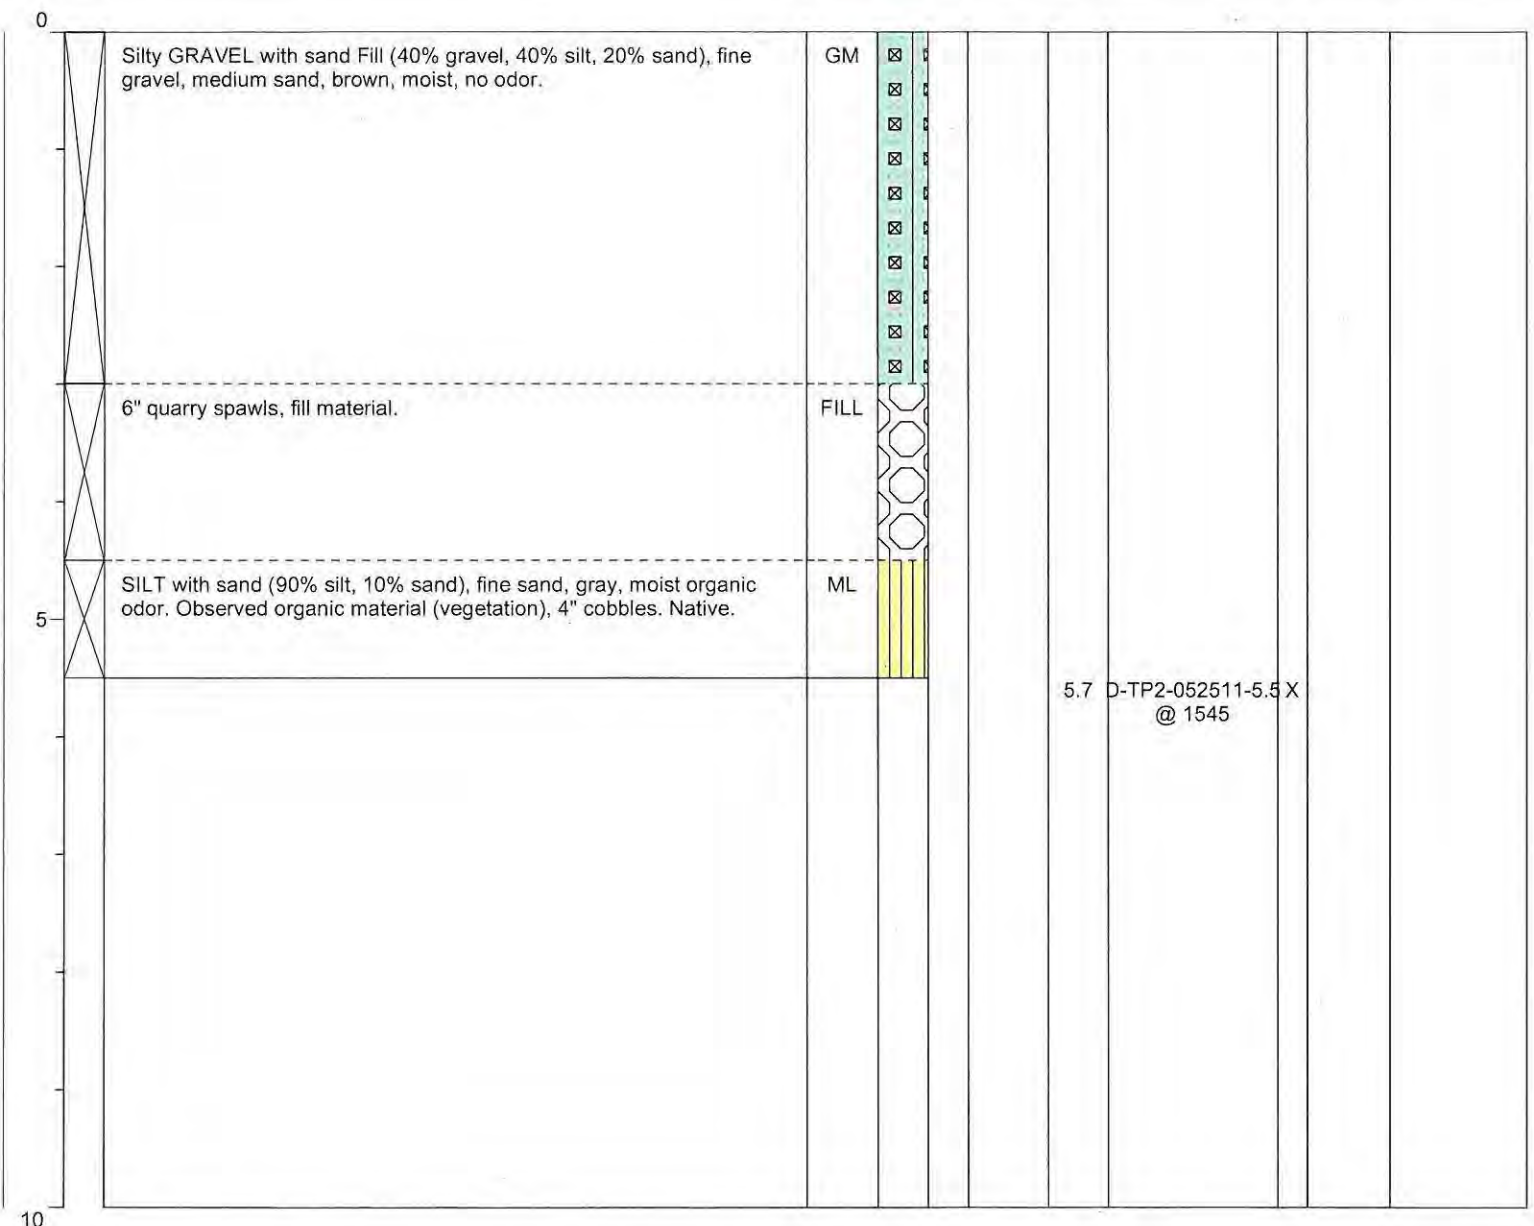 0
Silty GRAVEL with sand Fill (40% gravel, 40% silt, 20% sand), fine GM
gravel, medium sand, brown, moist, no odor.
6" quarry spawls, fill material. FILL
SILT with sand (90% silt, 10% sand), fine sand, gray, moist organic ML
odor. Observed organic material (vegetation), 4" cobbles. Native.
5
5.7 D-TP2-052511-5.5 X
@ 1545
10